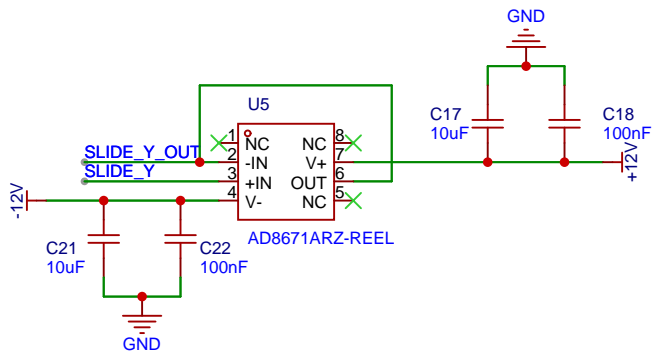 GND
U5
C17
10uF
C18
100nF
1
NC
NC
8
SLIDE_Y_OUT
2
-IN
V+
7
+12V
SLIDE_Y
3
+IN
OUT
6
-12V
4
V-
NC
5
AD8671ARZ-REEL
C21
10uF
C22
100nF
GND